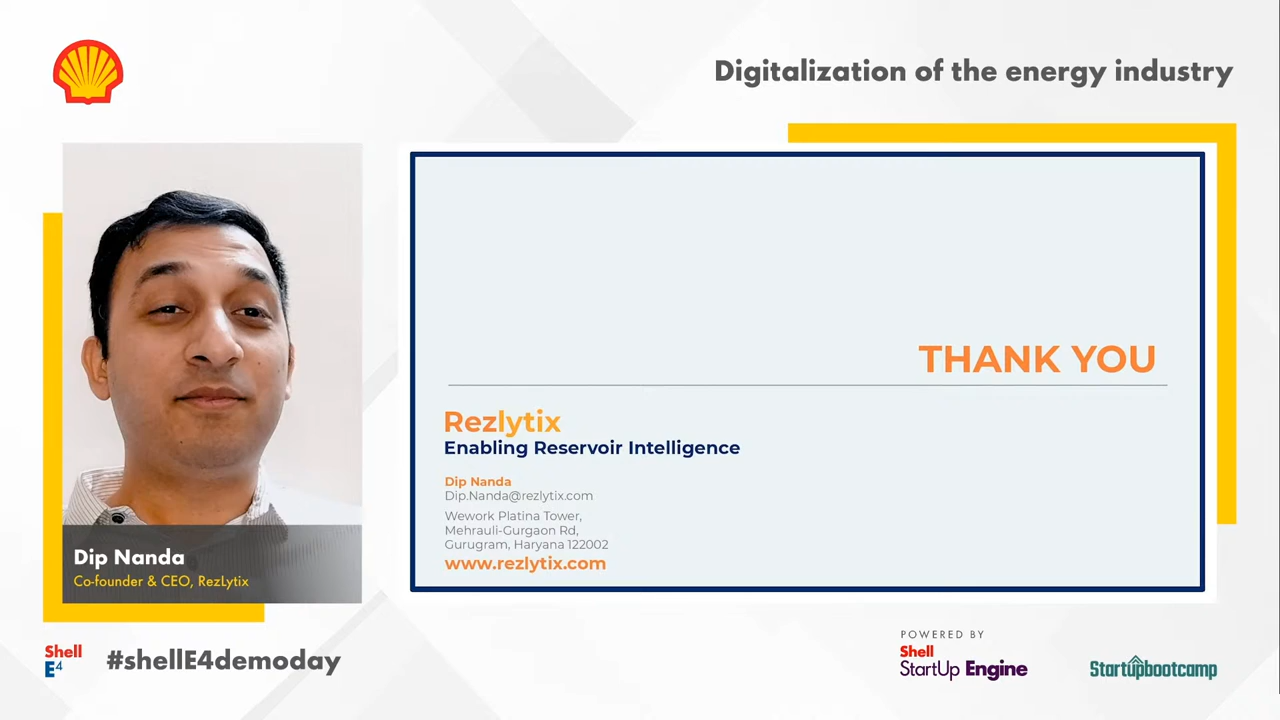 Digitalization of the energy industry
THANK YOU
Rezlytix
Enabling Reservoir Intelligence
Dip Nanda
Dip.Nanda@rezlytix.com
Wework Platina Tower,
Mehrauli-Gurgaon Rd,
Gurugram, Haryana 122002
www.rezlytix.com
Dip Nanda
Co-founder & CEO, RezLytix
Shell
E4
#shellE4demoday
POWERED BY
Shell
StartUp Engine
Startupbootcamp